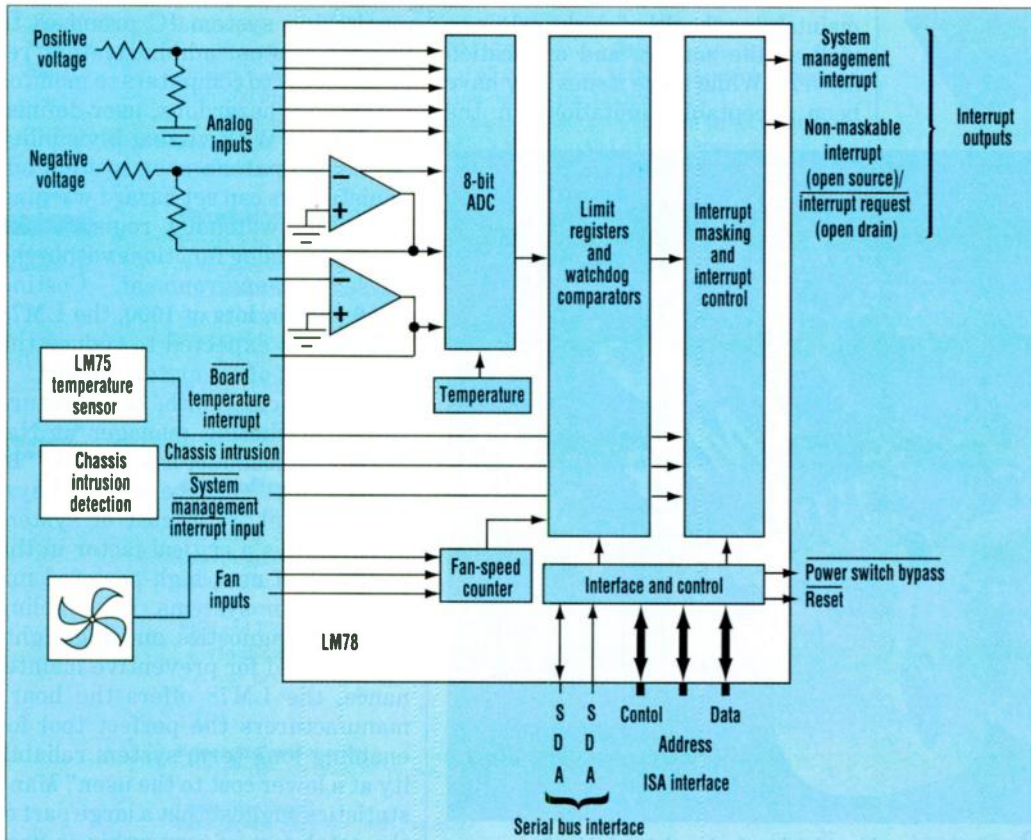 Positive
voltage
Negative
voltage
Analog
inputs
8-bit
ADC
Limit
registers
and
watchdog
comparators
Interrupt
masking
and
interrupt
control
System
management
interrupt
Non-maskable
interrupt
(open source)/
interrupt request
(open drain)
Interrupt
outputs
LM75
temperature
sensor
Board
temperature
interrupt
Temperature
Chassis
intrusion
detection
Chassis intrusion
System
management
interrupt input
Fan
inputs
Fan-speed
counter
Interface and control
Power switch bypass
Reset
LM78
S
D
A
S
D
A
Contol
Data
Address
ISA interface
Serial bus interface